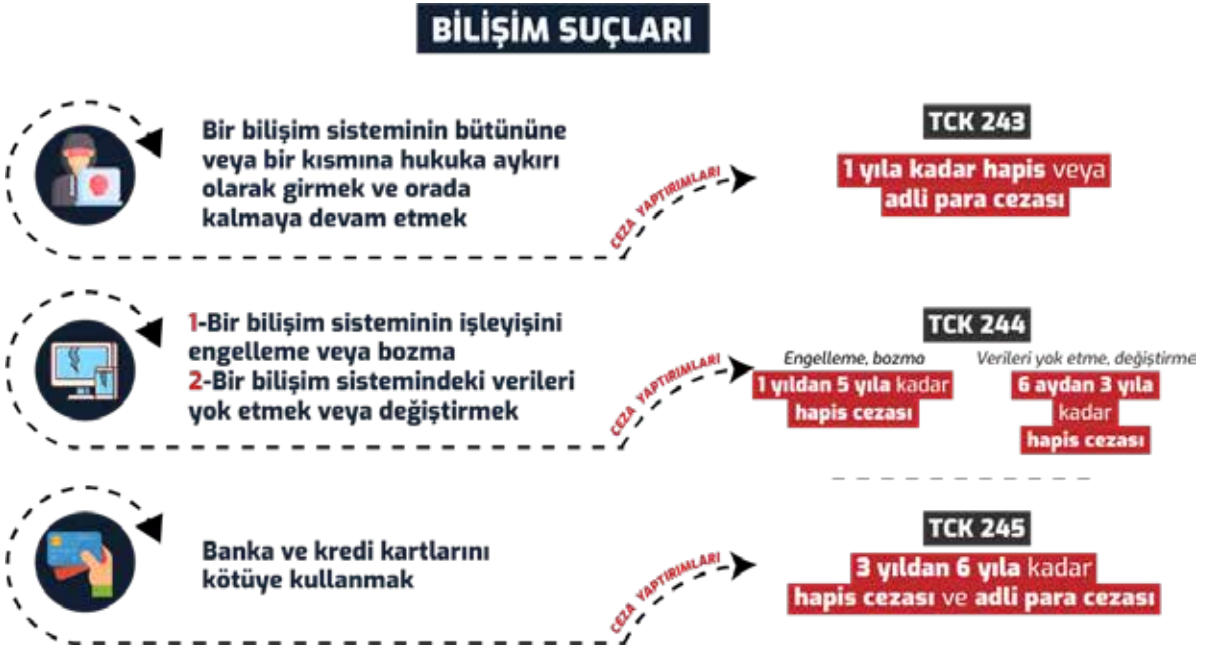 BİLİŞİM SUÇLARI
Bir bilişim sisteminin bütününe
veya bir kısmına hukuka aykırı
olarak girmek ve orada
kalmaya devam etmek
CEZA YAPTIRIMLARI
TCK 243
1 yıla kadar hapis veya
adli para cezası
1-Bir bilişim sisteminin işleyişini
engelleme veya bozma
2-Bir bilişim sistemindeki verileri
yok etmek veya değiştirmek
CEZA YAPTIRIMLARI
TCK 244
Engelleme, bozma
1 yıldan 5 yıla kadar
hapis cezası
Verileri yok etme, değiştirme
6 aydan 3 yıla
kadar
hapis cezası
Banka ve kredi kartlarını
kötüye kullanmak
CEZA YAPTIRIMLARI
TCK 245
3 yıldan 6 yıla kadar
hapis cezası ve adli para cezası